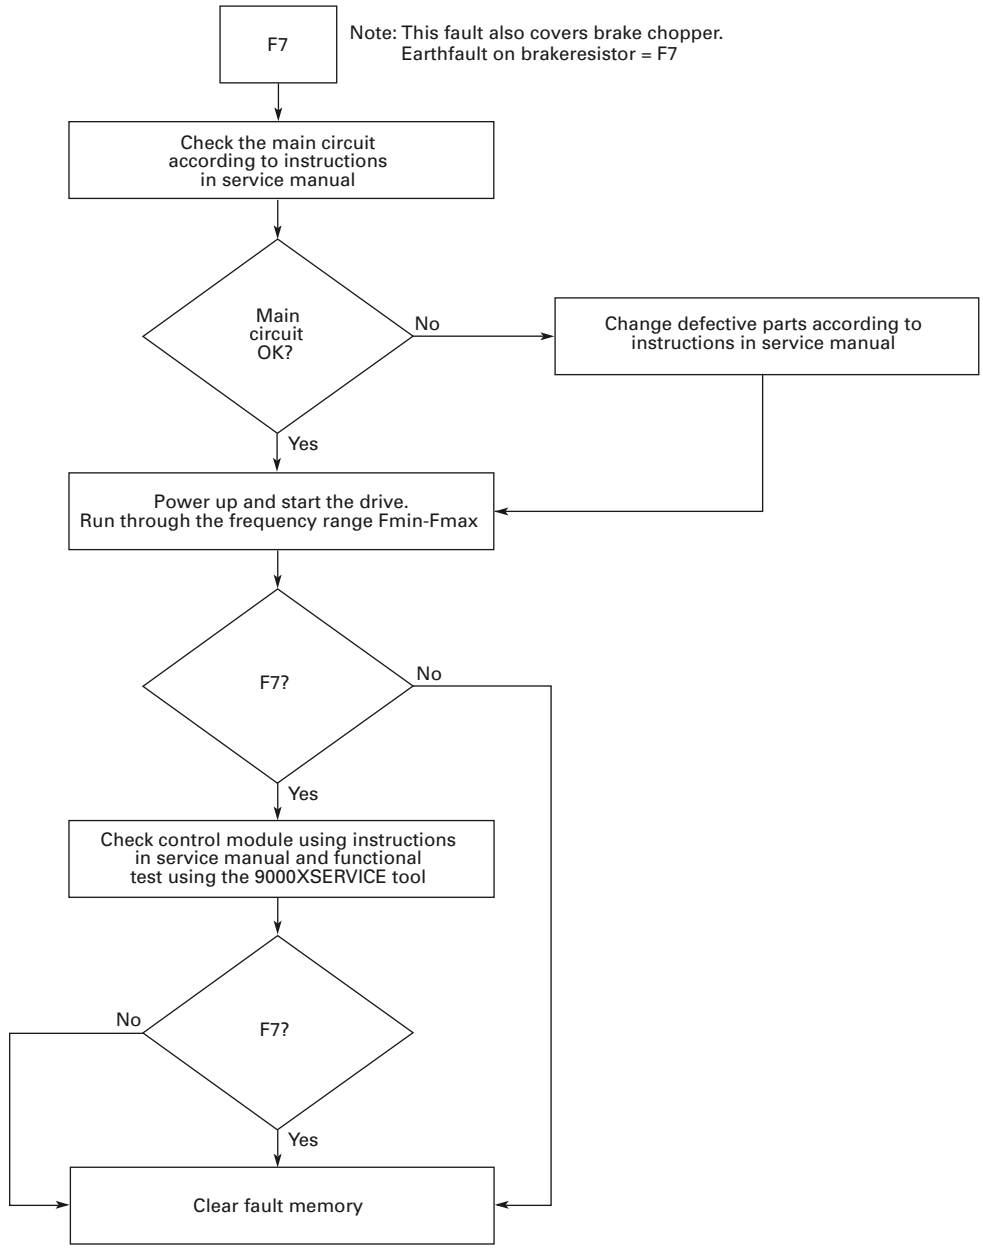 F7
Note: This fault also covers brake chopper.
Earthfault on brakeresistor = F7
Check the main circuit
according to instructions
in service manual
Main
circuit
OK?
No
Change defective parts according to
instructions in service manual
Yes
Power up and start the drive.
Run through the frequency range Fmin-Fmax
F7?
No
Yes
Check control module using instructions
in service manual and functional
test using the 9000XSERVICE tool
No
F7?
Yes
Clear fault memory